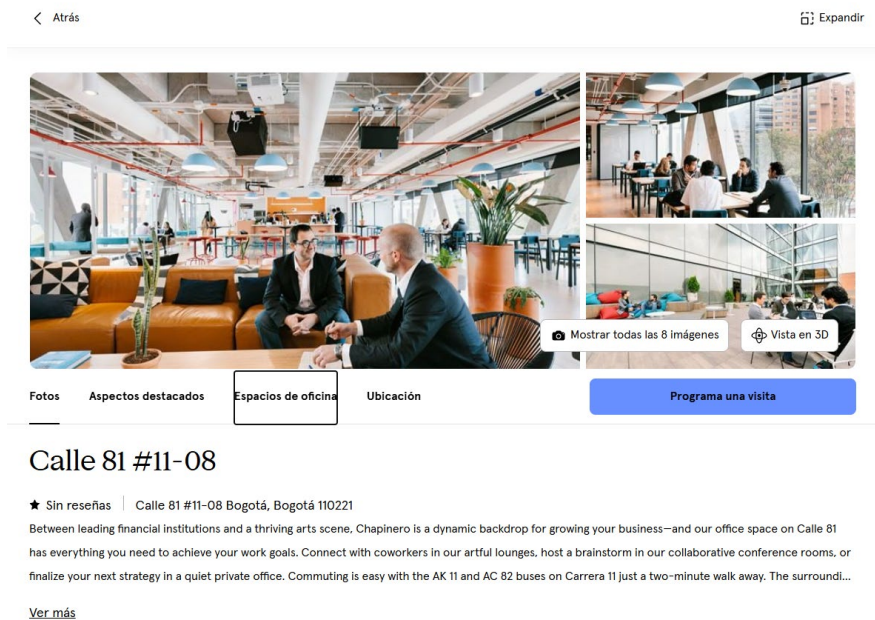 Atrás
Expandir
Mostrar todas las 8 imágenes
Vista en 3D
Fotos
Aspectos destacados
Espacios de oficina
Ubicación
Programa una visita
Calle 81 #11-08
Sin reseñas
Calle 81 #11-08 Bogotá, Bogotá 110221
Between leading financial institutions and a thriving arts scene, Chapinero is a dynamic backdrop for growing your business—and our office space on Calle 81
has everything you need to achieve your work goals. Connect with coworkers in our artful lounges, host a brainstorm in our collaborative conference rooms, or
finalize your next strategy in a quiet private office. Commuting is easy with the AK 11 and AC 82 buses on Carrera 11 just a two-minute walk away. The surroundi...
Ver más